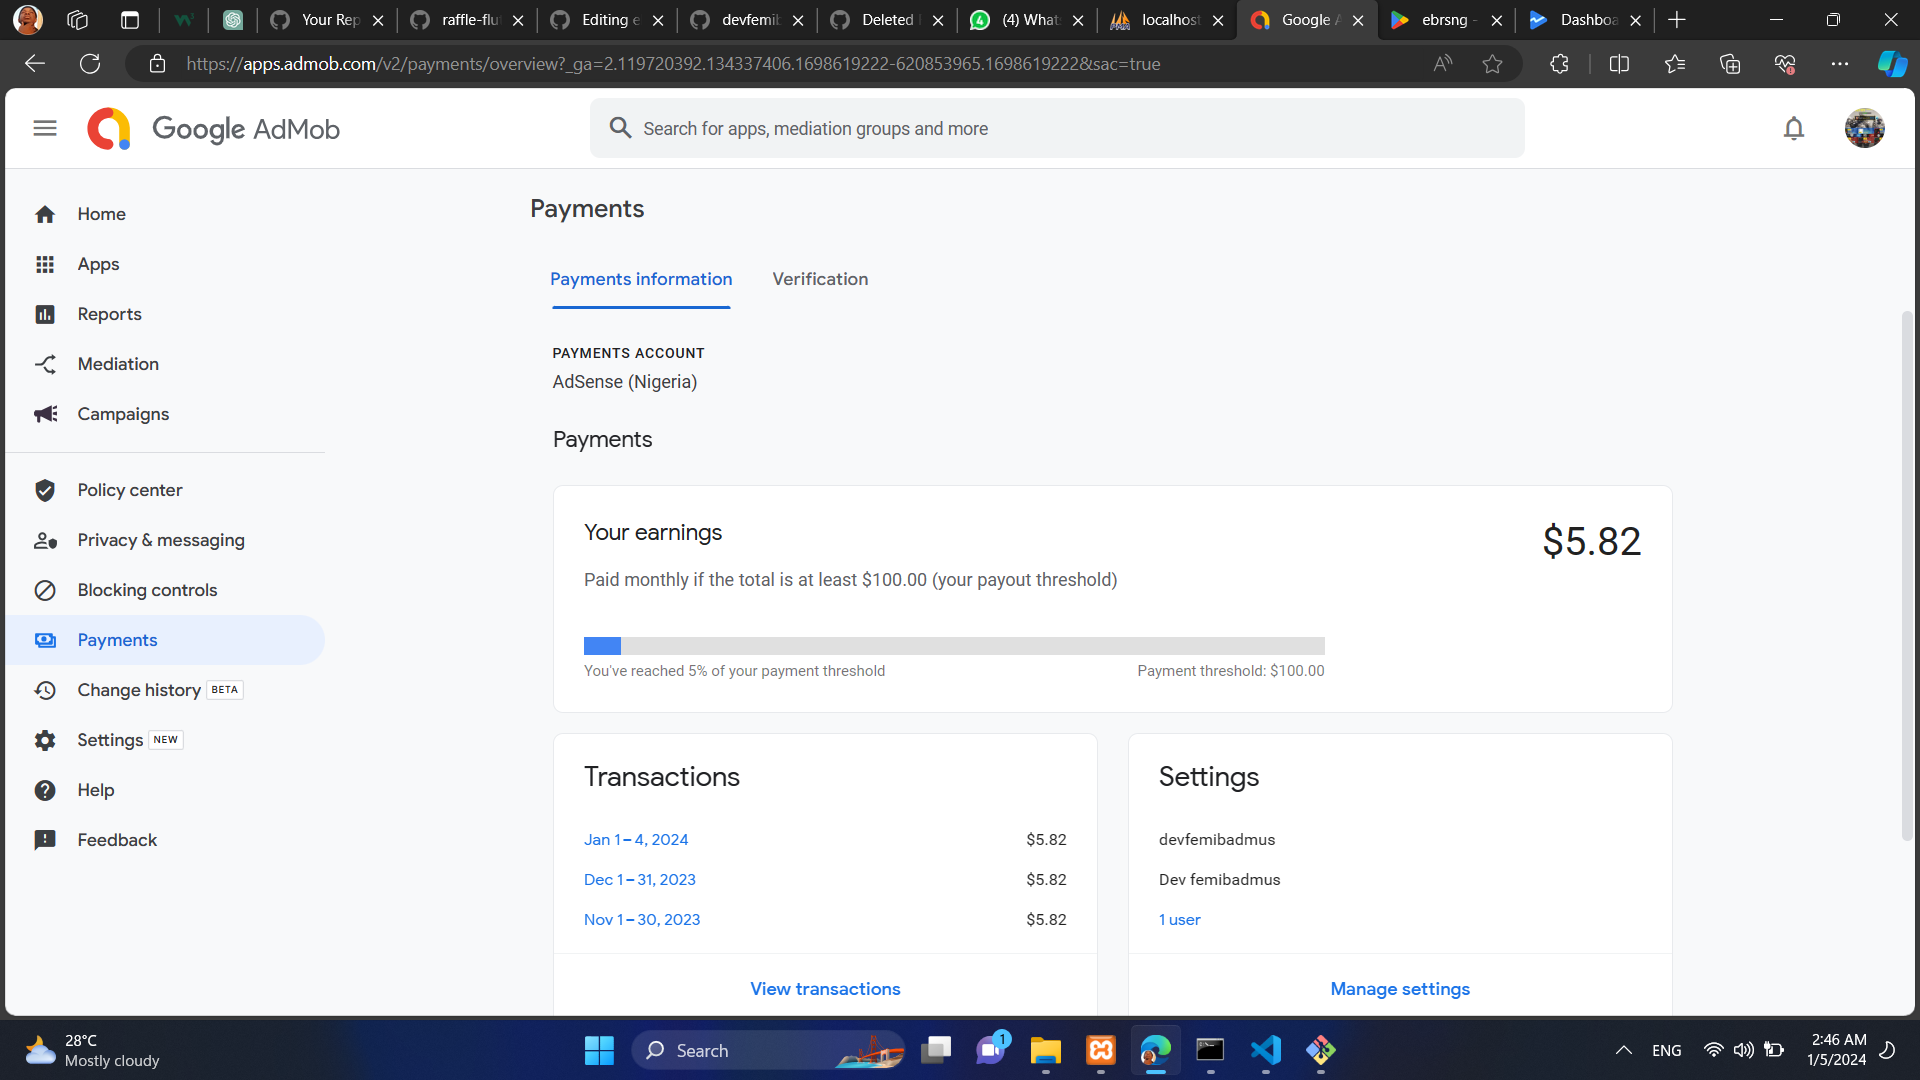 Your Rep
raffle-flu
Editing e
devfemib
Deleted
(4) What
localhost
Google A
ebrsng -
Dashboa
https://apps.admob.com/v2/payments/overview?_ga=2.119720392.134337406.1698619222-620853965.1698619222&sac=true
Google AdMob
Search for apps, mediation groups and more
Home
Apps
Reports
Mediation
Campaigns
Policy center
Privacy & messaging
Blocking controls
Payments
Change history BETA
Settings NEW
Help
Feedback
Payments
Payments information
Verification
PAYMENTS ACCOUNT
AdSense (Nigeria)
Payments
Your earnings
$5.82
Paid monthly if the total is at least $100.00 (your payout threshold)
You've reached 5% of your payment threshold
Payment threshold: $100.00
Transactions
Jan 1 – 4, 2024 $5.82
Dec 1 – 31, 2023 $5.82
Nov 1 – 30, 2023 $5.82
View transactions
Settings
devfemibadmus
Dev femibadmus
1 user
Manage settings
28°C
Mostly cloudy
Search
1
ENG
2:46 AM
1/5/2024